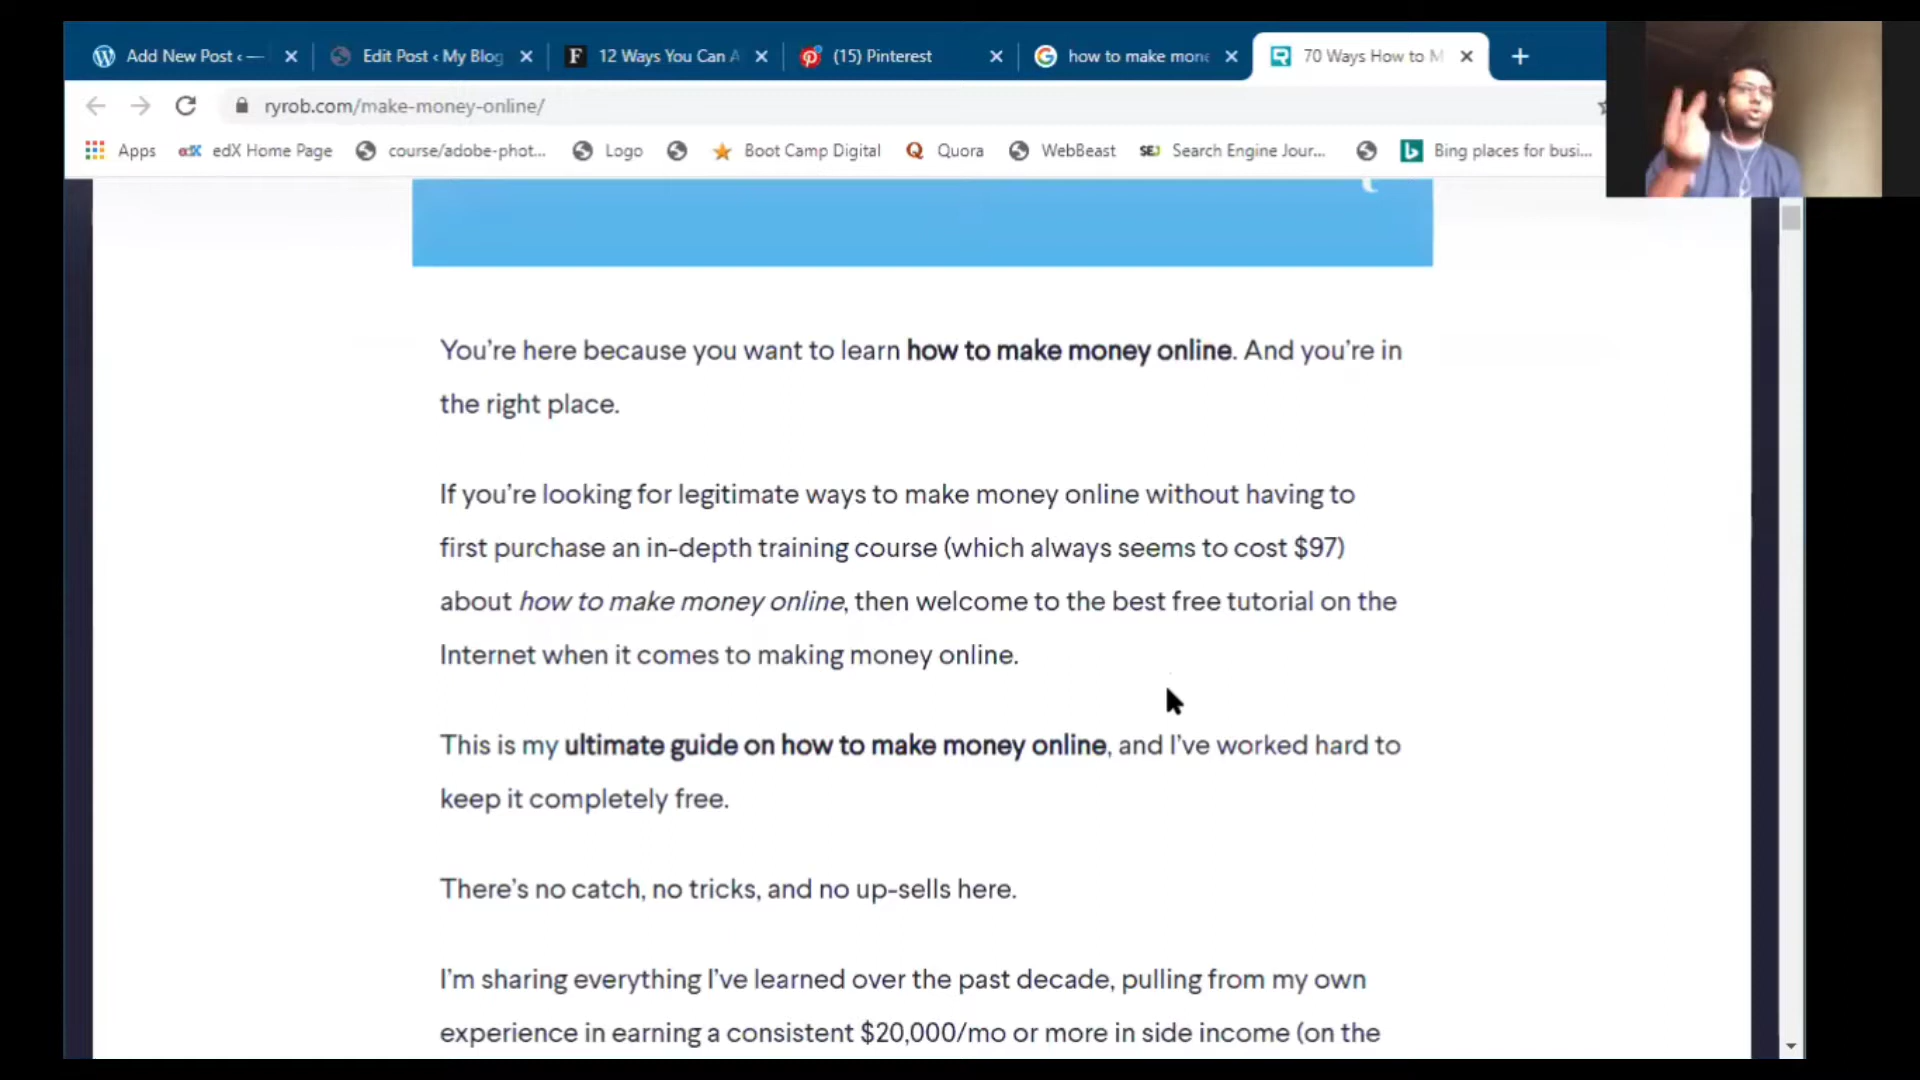 Add New Post ‹ —
Edit Post ‹ My Blog
12 Ways You Can A
(15) Pinterest
how to make mone
70 Ways How to M
ryrob.com/make-money-online/
Apps
edX Home Page
course/adobe-phot...
Logo
Boot Camp Digital
Quora
WebBeast
SEJ
Search Engine Jour...
Bing places for busi...
You're here because you want to learn how to make money online. And you're in
the right place.
If you're looking for legitimate ways to make money online without having to
first purchase an in-depth training course (which always seems to cost $97)
about how to make money online, then welcome to the best free tutorial on the
Internet when it comes to making money online.
This is my ultimate guide on how to make money online, and I've worked hard to
keep it completely free.
There's no catch, no tricks, and no up-sells here.
I'm sharing everything I've learned over the past decade, pulling from my own
experience in earning a consistent $20,000/mo or more in side income (on the